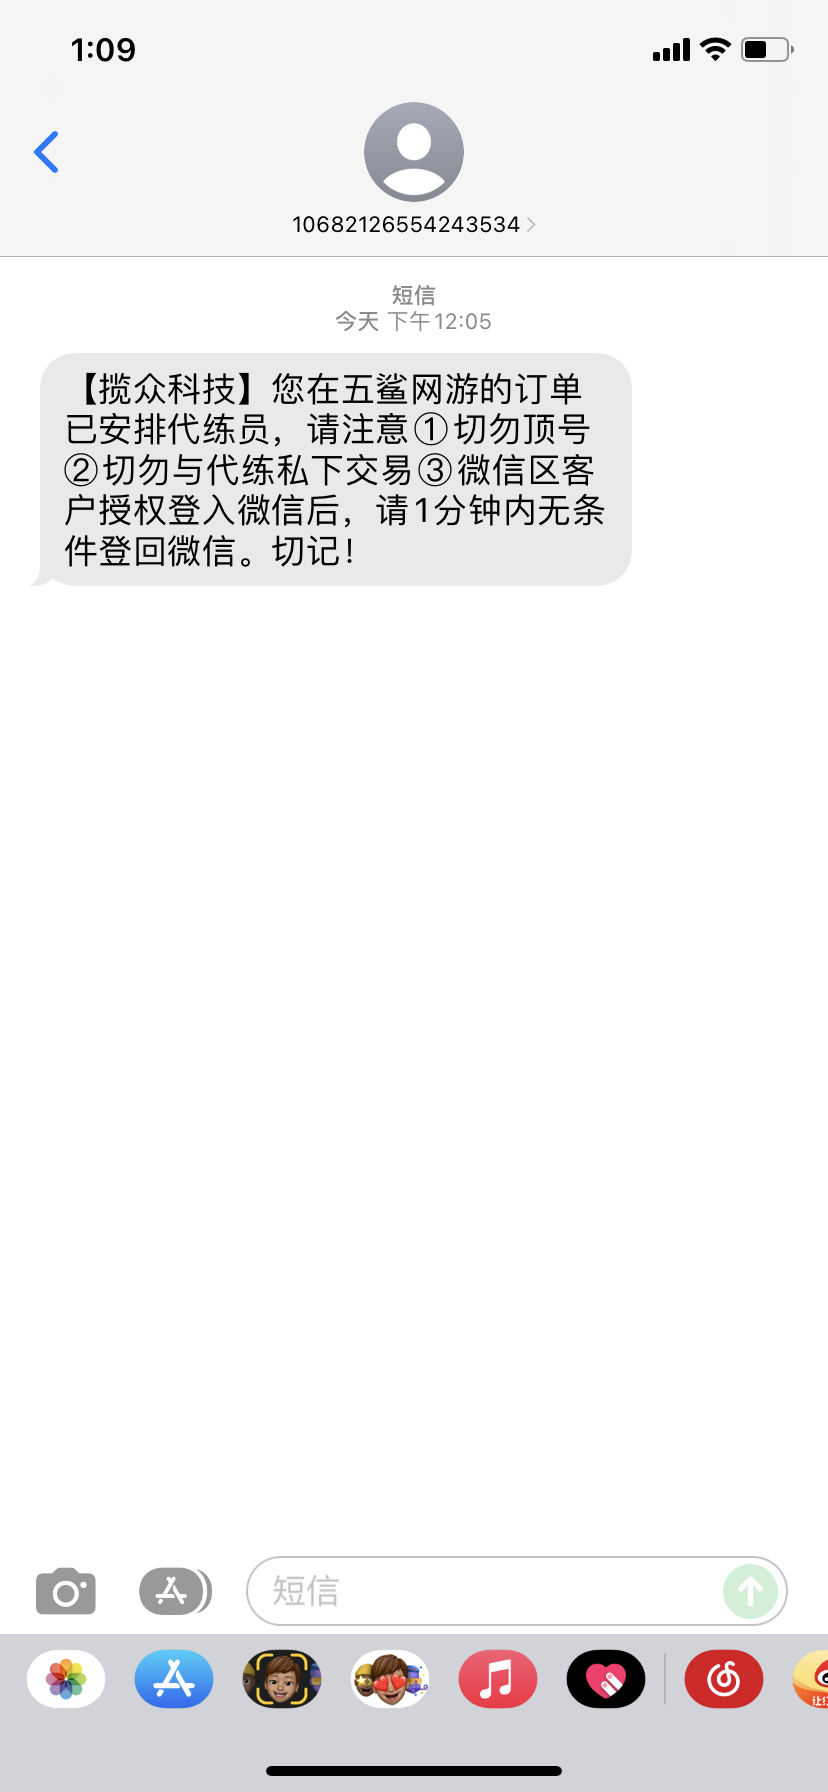 1:09
10682126554243534
短信
今天 下午12:05
【揽众科技】您在五鲨网游的订单
已安排代练员，请注意①切勿顶号
②切勿与代练私下交易③微信区客
户授权登入微信后，请1分钟内无条
件登回微信。切记！
短信